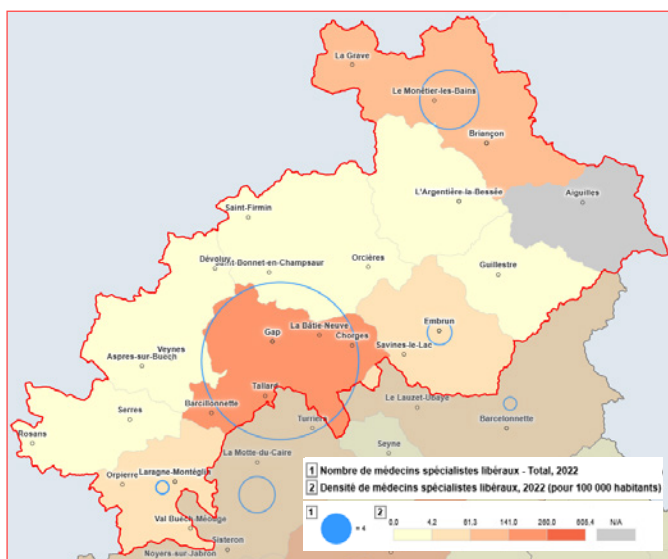 La Grave
Le Monétier-les-Bains
Briançon
L'Argentière-la-Bessée
Aiguilles
Saint-Firmin
Dévoluy
Saint-Bonnet-en-Champsaur
Orcières
Guillestre
Embrun
La Bâtie-Neuve
Gap
Chorges
Savines-le-Lac
Veynes
Aspres-sur-Buëch
Tallard
Barcillonnette
Le Lauzet-Ubaye
Barcelonnette
Serres
Turriers
Rosans
Seyne
La Motte-du-Caire
Orpierre
Laragne-Montéglin
Val Buëch-Méouge
Sisteron
Noyers-sur-Jabron
1 Nombre de médecins spécialistes libéraux - Total, 2022
2 Densité de médecins spécialistes libéraux, 2022 (pour 100 000 habitants)
1 2
= 4
0.0 4.2 81.3 141.0 260.0 606.4 N/A